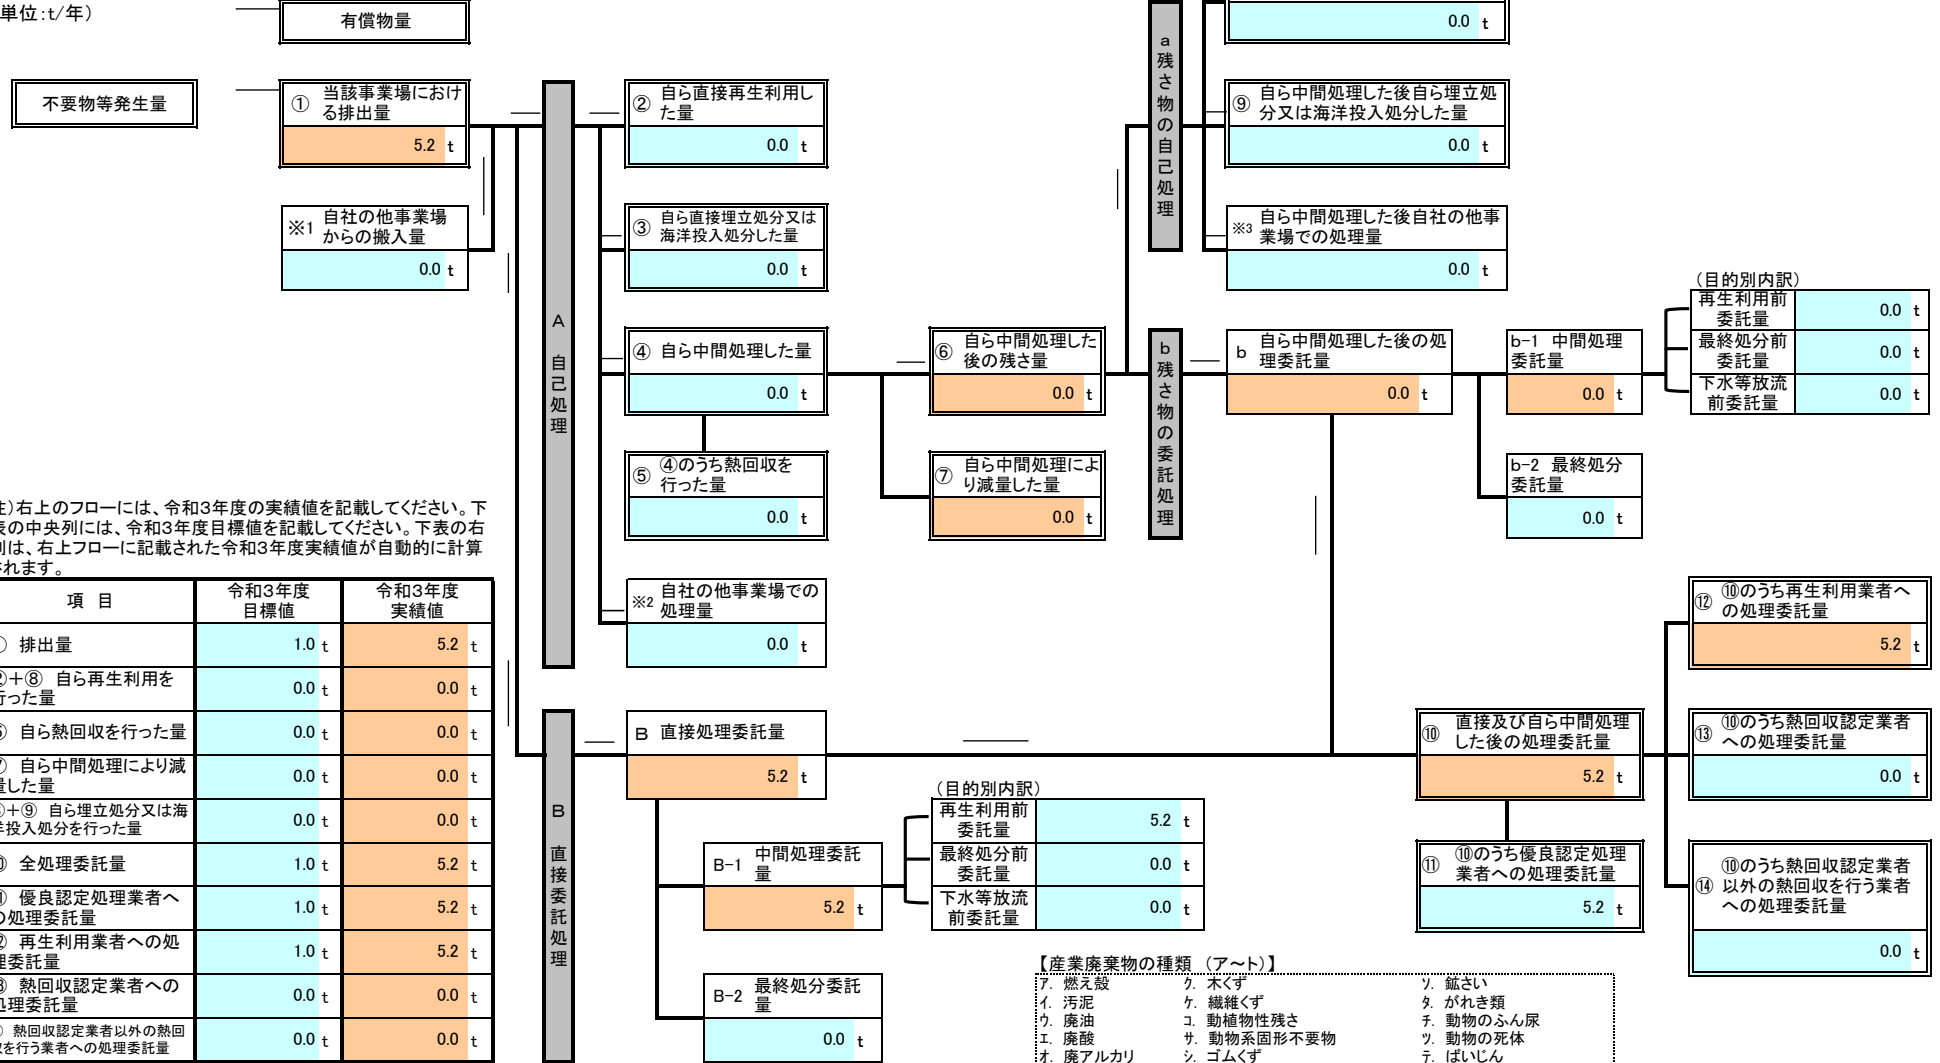 単位:t/年）
有償物量
0.0 t
不要物等発生量
① 当該事業場におけ
る排出量
5.2 t
※1 自社の他事業場
からの搬入量
0.0 t
A 自己処理
② 自ら直接再生利用し
た量
0.0 t
③ 自ら直接埋立処分又は
海洋投入処分した量
0.0 t
④ 自ら中間処理した量
0.0 t
⑤ ④のうち熱回収を
行った量
0.0 t
※2 自社の他事業場での
処理量
0.0 t
⑥ 自ら中間処理した
後の残さ量
0.0 t
⑦ 自ら中間処理によ
り減量した量
0.0 t
a残さ物の自己処理
⑨ 自ら中間処理した後自ら埋立処
分又は海洋投入処分した量
0.0 t
※3 自ら中間処理した後自社の他事
業場での処理量
0.0 t
b残さ物の委託処理
b 自ら中間処理した後の処
理委託量
0.0 t
b-1 中間処理
委託量
0.0 t
b-2 最終処分
委託量
0.0 t
（目的別内訳）
再生利用前
委託量
0.0 t
最終処分前
委託量
0.0 t
下水等放流
前委託量
0.0 t
注）右上のフローには、令和3年度の実績値を記載してください。下
表の中央列には、令和3年度目標値を記載してください。下表の右
列は、右上フローに記載された令和3年度実績値が自動的に計算
されます。
項 目
令和3年度
目標値
令和3年度
実績値
① 排出量 1.0 t 5.2 t
②+⑧ 自ら再生利用を
行った量 0.0 t 0.0 t
⑤ 自ら熱回収を行った量 0.0 t 0.0 t
⑦ 自ら中間処理により減
量した量 0.0 t 0.0 t
③+⑨ 自ら埋立処分又は海
洋投入処分を行った量 0.0 t 0.0 t
⑩ 全処理委託量 1.0 t 5.2 t
⑪ 優良認定処理業者へ
の処理委託量 1.0 t 5.2 t
⑫ 再生利用業者への処
理委託量 1.0 t 5.2 t
⑬ 熱回収認定業者への
処理委託量 0.0 t 0.0 t
⑭ 熱回収認定業者以外の熱回
収を行う業者への処理委託量 0.0 t 0.0 t
B 直接委託処理
B 直接処理委託量
5.2 t
B-1 中間処理委託
量
5.2 t
B-2 最終処分委託
量
0.0 t
（目的別内訳）
再生利用前
委託量
5.2 t
最終処分前
委託量
0.0 t
下水等放流
前委託量
0.0 t
⑩ 直接及び自ら中間処理
した後の処理委託量
5.2 t
⑪ ⑩のうち優良認定処理
業者への処理委託量
5.2 t
⑫ ⑩のうち再生利用業者へ
の処理委託量
5.2 t
⑬ ⑩のうち熱回収認定業者
への処理委託量
0.0 t
⑭ ⑩のうち熱回収認定業者
以外の熱回収を行う業者
への処理委託量
0.0 t
【産業廃棄物の種類 （ア～ト）】
ｱ. 燃え殻 ｸ. 木くず ｿ. 鉱さい
ｲ. 汚泥 ｹ. 繊維くず ﾀ. がれき類
ｳ. 廃油 ｺ. 動植物性残さ ﾁ. 動物のふん尿
ｴ. 廃酸 ｻ. 動物系固形不要物 ﾂ. 動物の死体
ｵ. 廃アルカリ ｼ. ゴムくず ﾃ. ばいじん